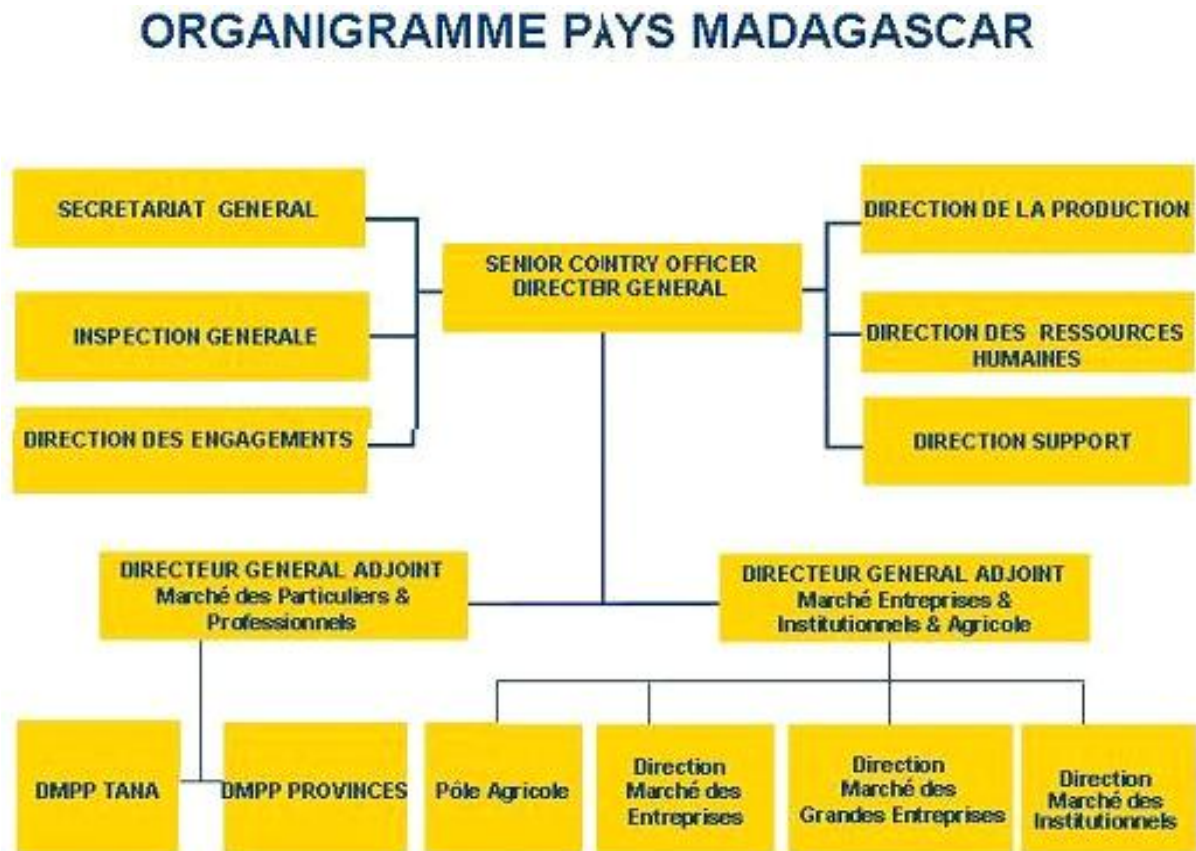 ORGANIGRAMME PAYS MADAGASCAR
SECRETARIAT GENERAL
DIRECTION DE LA PRODUCTION
SENIOR COINTRY OFFICER
DIRECTEIR GENERAL
INSPECTION GENERALE
DIRECTION DES RESSOURCES
HUMAINES
DIRECTION DES ENGAGEMENTS
DIRECTION SUPPORT
DIRECTEUR GENERAL ADJOINT
Marché des Particuliers &
Professionnels
DIRECTEUR GENERAL ADJOINT
Marché Entreprises &
Institutionnels & Agricole
DMPP TANA
DMPP PROVINCES
Pôle Agricole
Direction
Marché des
Entreprises
Direction
Marché des
Grandes Entreprises
Direction
Marché des
Institutionnels